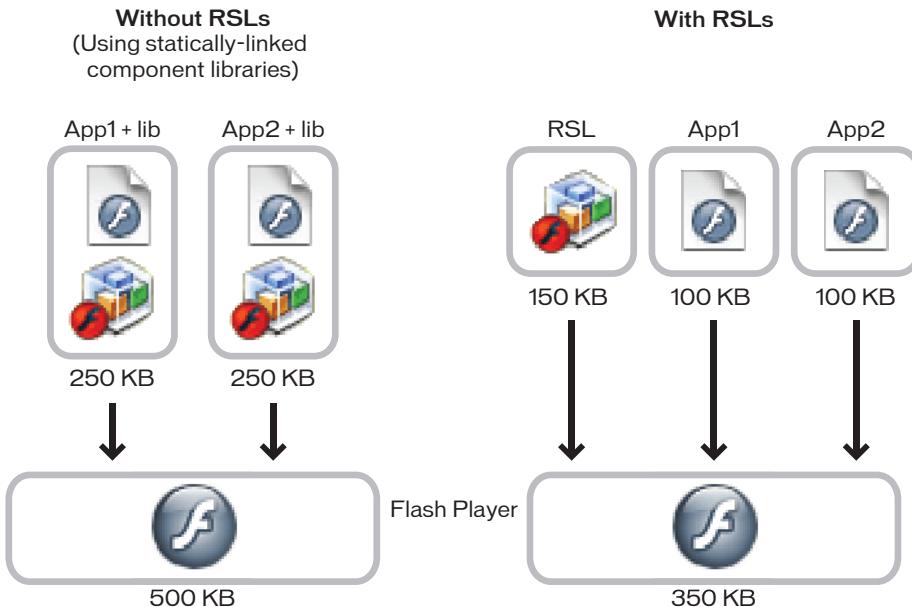 Without RSLs
(Using statically-linked
component libraries)
App1 + lib
App2 + lib
250 KB
250 KB
500 KB
Flash Player
With RSLs
RSL
App1
App2
150 KB
100 KB
100 KB
350 KB